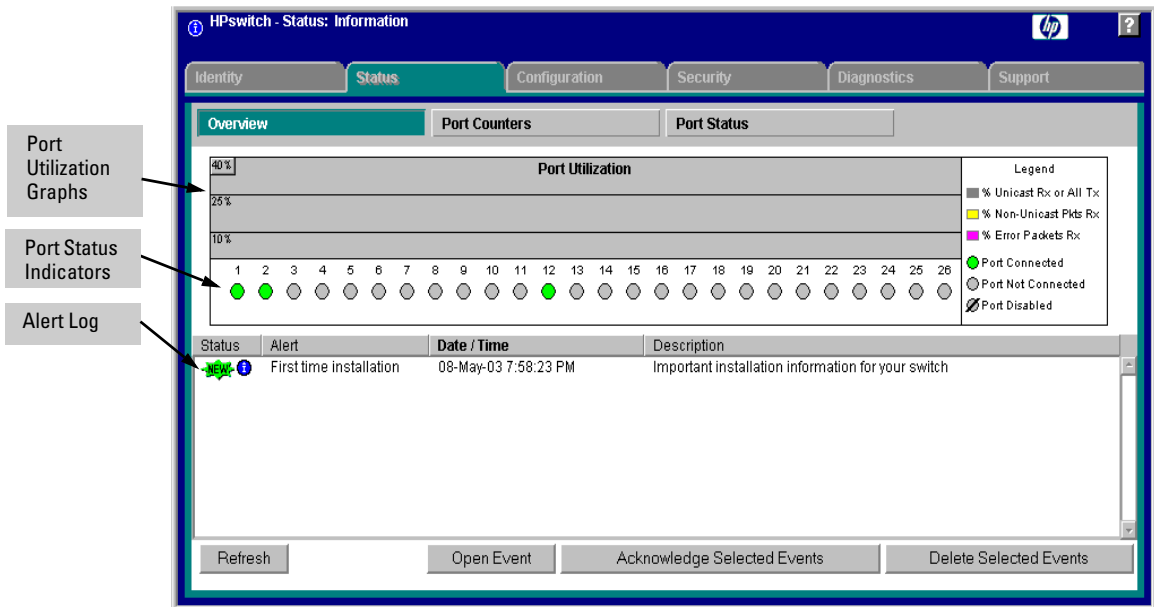 HPswitch - Status: Information
hp
?
Identity Status Configuration Security Diagnostics Support
Overview Port Counters Port Status
Port
Utilization
Graphs
40 % Port Utilization
25 %
10 %
Legend
% Unicast Rx or All Tx
% Non-Unicast Pkts Rx
% Error Packets Rx
Port Connected
Port Not Connected
Port Disabled
Port Status
Indicators
1 2 3 4 5 6 7 8 9 10 11 12 13 14 15 16 17 18 19 20 21 22 23 24 25 26
Alert Log
Status Alert Date / Time Description
NEW i First time installation 08-May-03 7:58:23 PM Important installation information for your switch
Refresh Open Event Acknowledge Selected Events Delete Selected Events